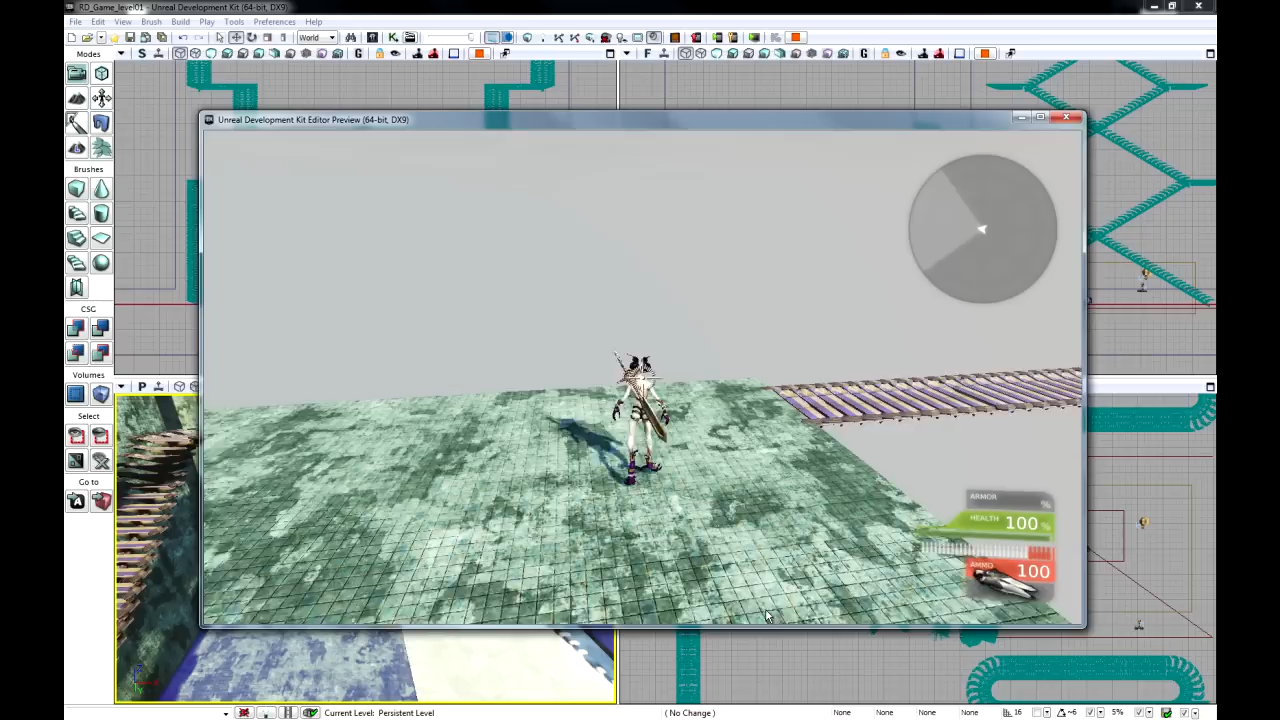 RD_Game_level01 - Unreal Development Kit (64-bit, DX9)
File Edit View Brush Build Play Tools Preferences Help
World
Modes
S
G
F
G
Unreal Development Kit Editor Preview (64-bit, DX9)
Brushes
CSG
Volumes
P
Select
Go to
ARMOR
%
HEALTH 100 %
AMMO 100
Current Level: Persistent Level
( No Change )
None None None None
16
~6
5%